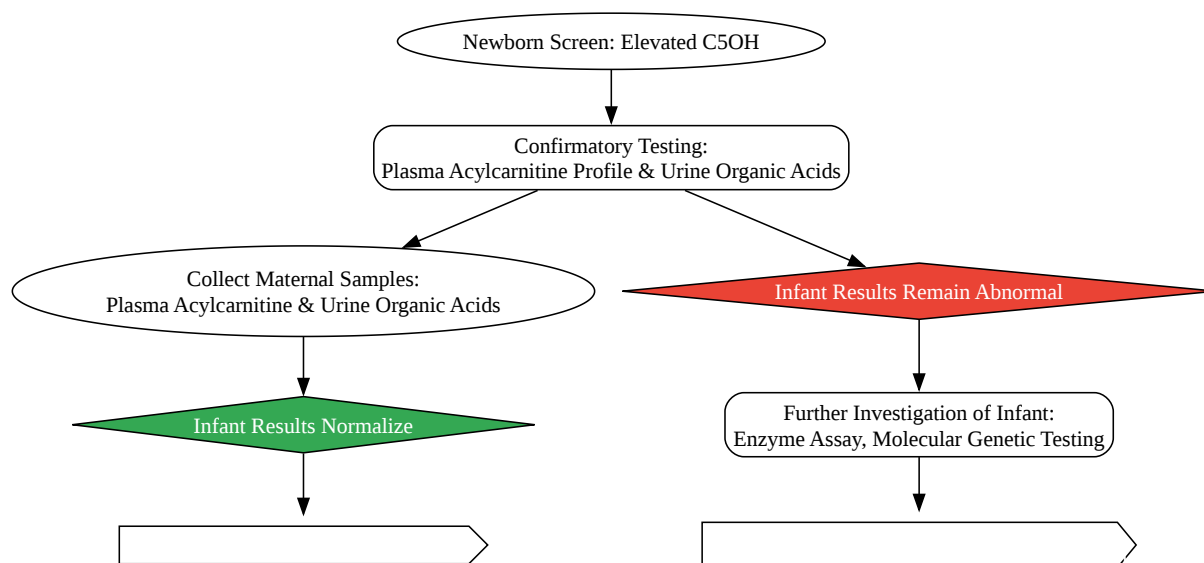 Newborn Screen: Elevated C5OH
Confirmatory Testing:
Plasma Acylcarnitine Profile & Urine Organic Acids
Collect Maternal Samples:
Plasma Acylcarnitine & Urine Organic Acids
Infant Results Remain Abnormal
Infant Results Normalize
Further Investigation of Infant:
Enzyme Assay, Molecular Genetic Testing